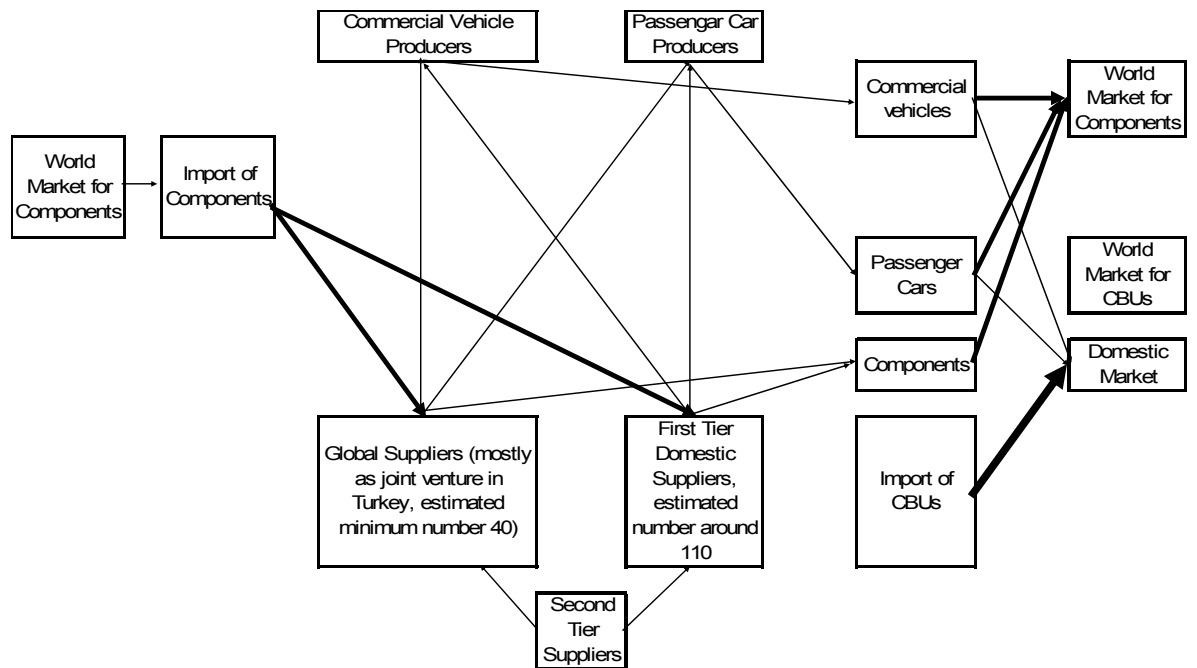 Commercial Vehicle
Producers
Passengar Car
Producers
Commercial
vehicles
World
Market for
Components
World
Market for
Components
Import of
Components
Passenger
Cars
World
Market for
CBUs
Components
Domestic
Market
Global Suppliers (mostly
as joint venture in
Turkey, estimated
minimum number 40)
First Tier
Domestic
Suppliers,
estimated
number around
110
Import of
CBUs
Second
Tier
Suppliers